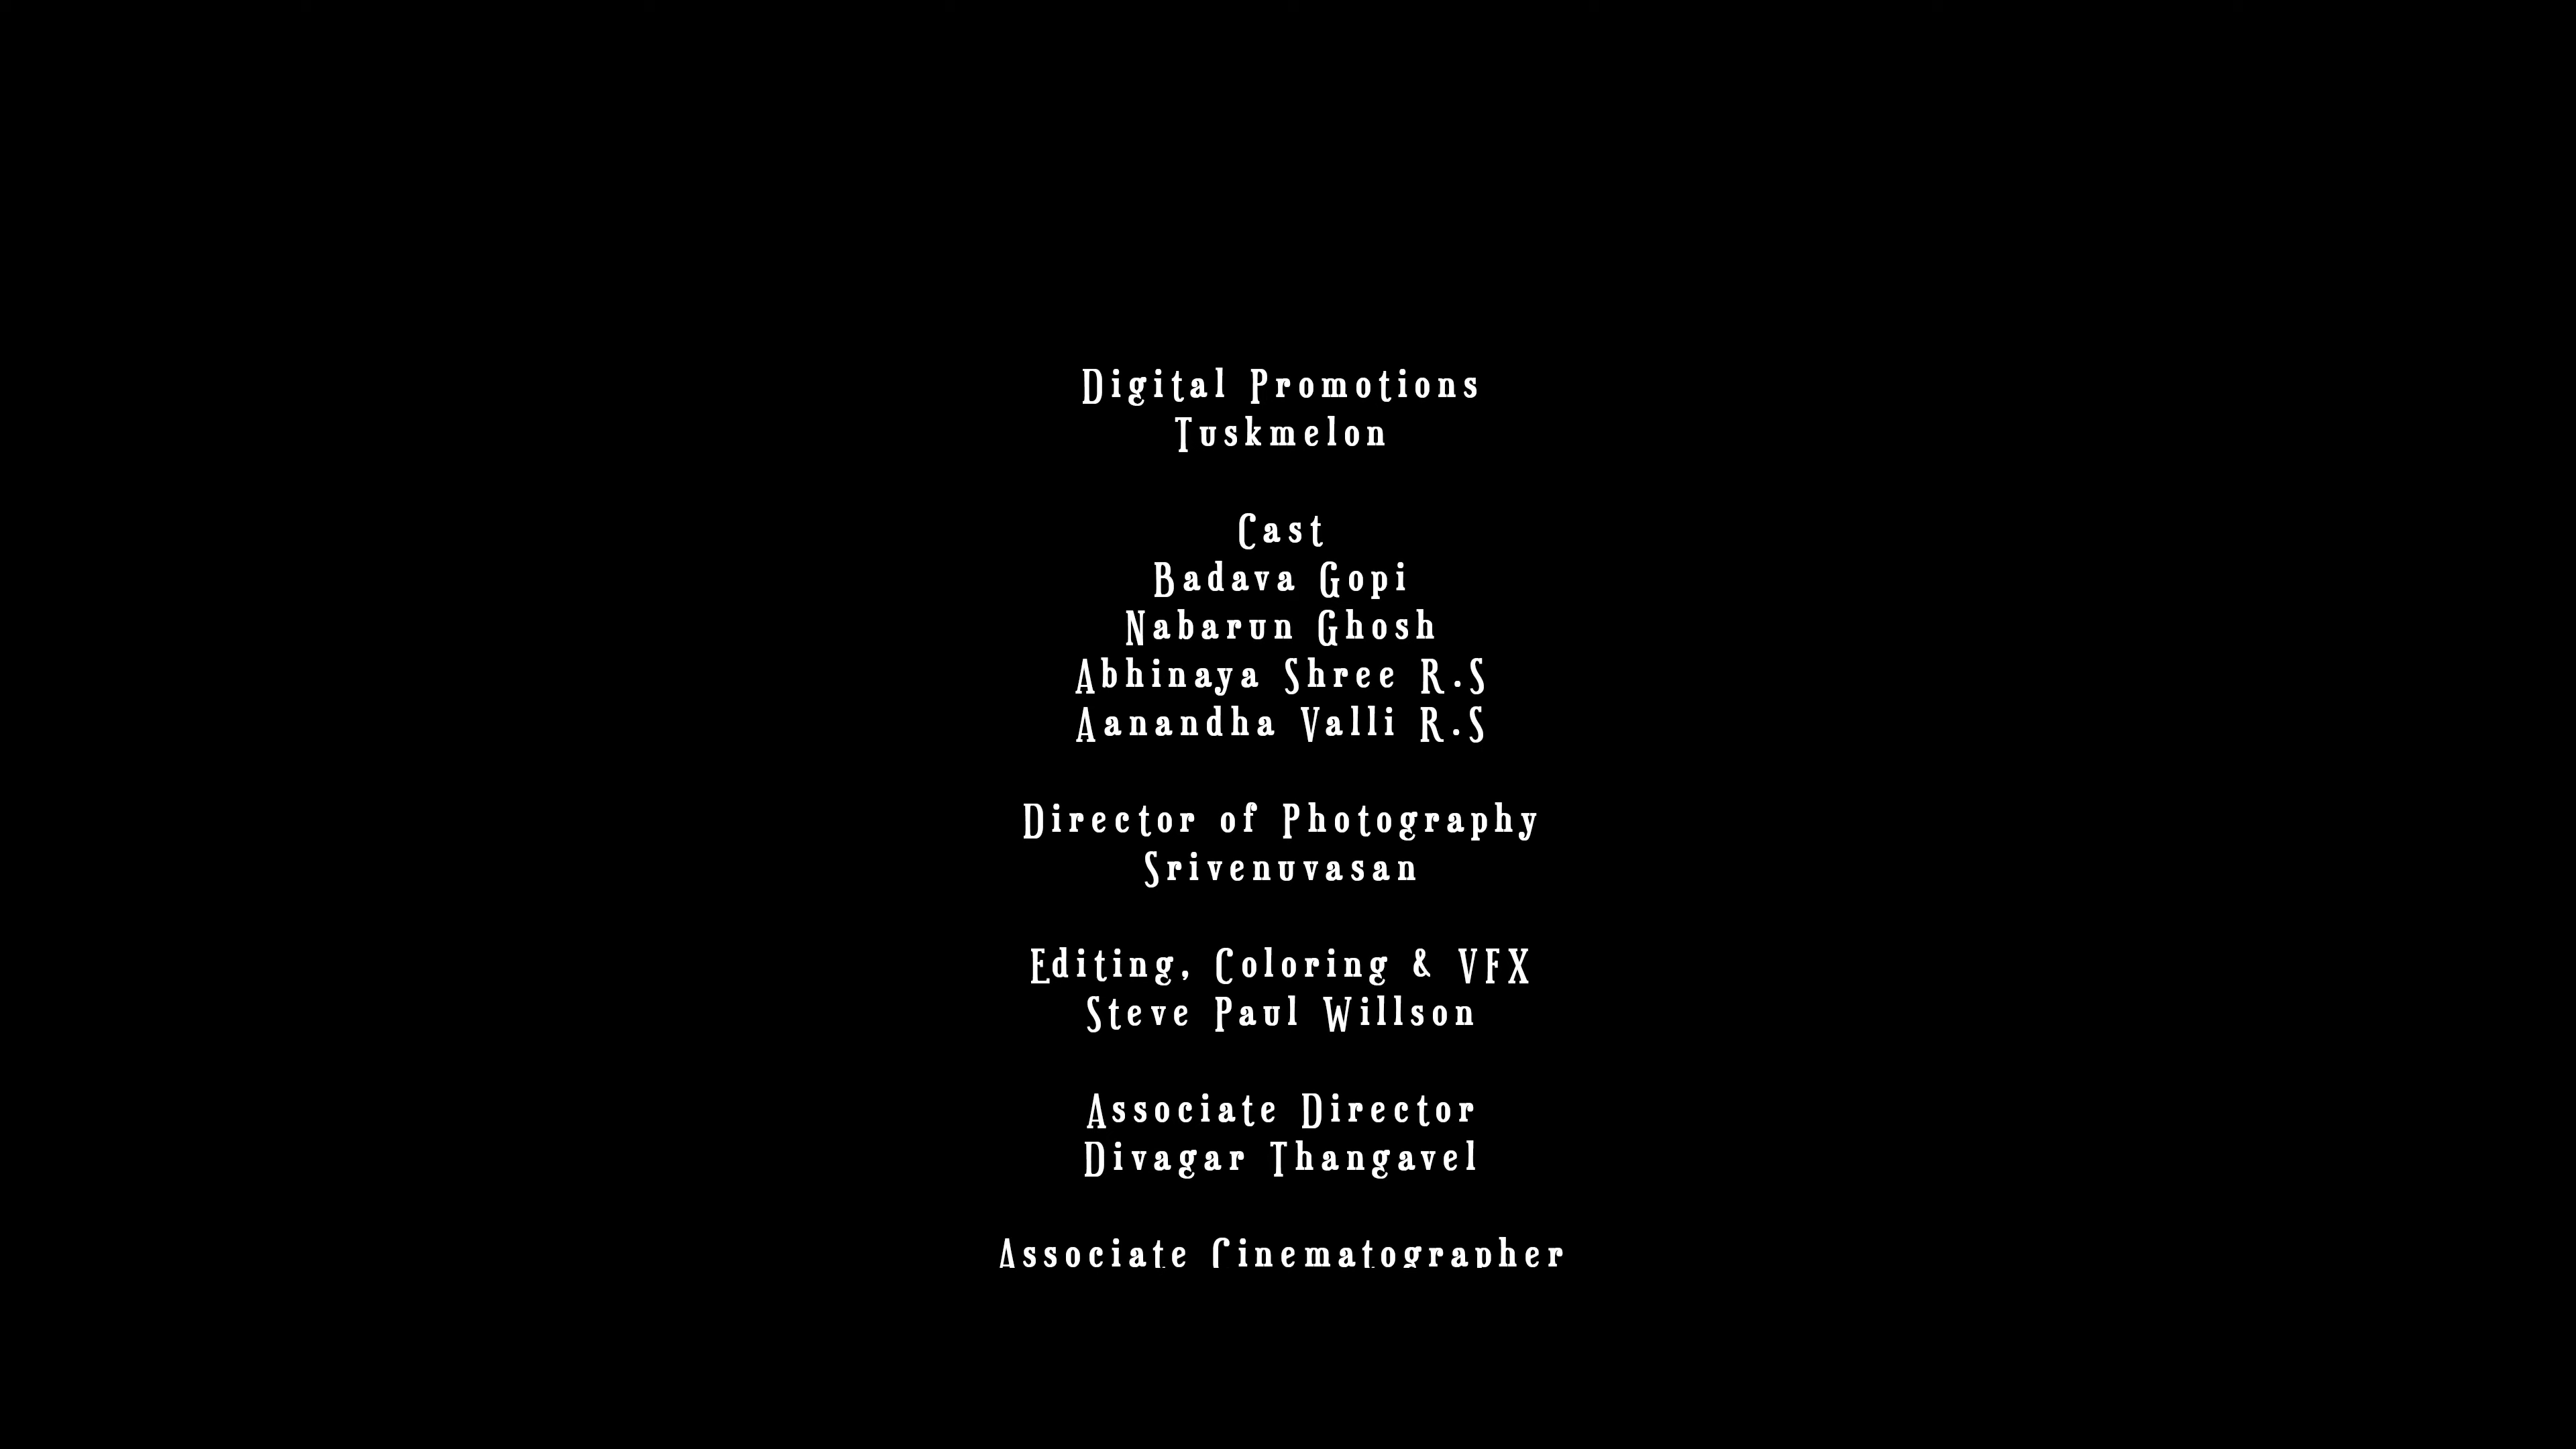 Digital Promotions
Tuskmelon
Cast
Badava Gopi
Nabarun Ghosh
Abhinaya Shree R.S
Aanandha Valli R.S
Director of Photography
Srivenuvasan
Editing, Coloring & VFX
Steve Paul Willson
Associate Director
Divagar Thangavel
Associate Cinematographer